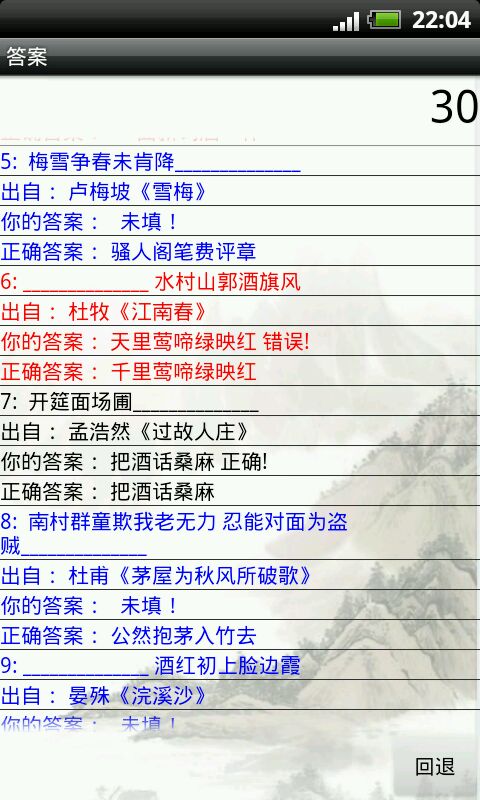 22:04
答案
30
5: 梅雪争春未肯降______________
出自： 卢梅坡《雪梅》
你的答案： 未填！
正确答案： 骚人阁笔费评章
6: ______________ 水村山郭酒旗风
出自： 杜牧《江南春》
你的答案： 天里莺啼绿映红 错误!
正确答案： 千里莺啼绿映红
7: 开筵面场圃______________
出自： 孟浩然《过故人庄》
你的答案： 把酒话桑麻 正确!
正确答案： 把酒话桑麻
8: 南村群童欺我老无力 忍能对面为盗
贼______________
出自： 杜甫《茅屋为秋风所破歌》
你的答案： 未填！
正确答案： 公然抱茅入竹去
9: ______________ 酒红初上脸边霞
出自： 晏殊《浣溪沙》
你的答案： 未填！
回退